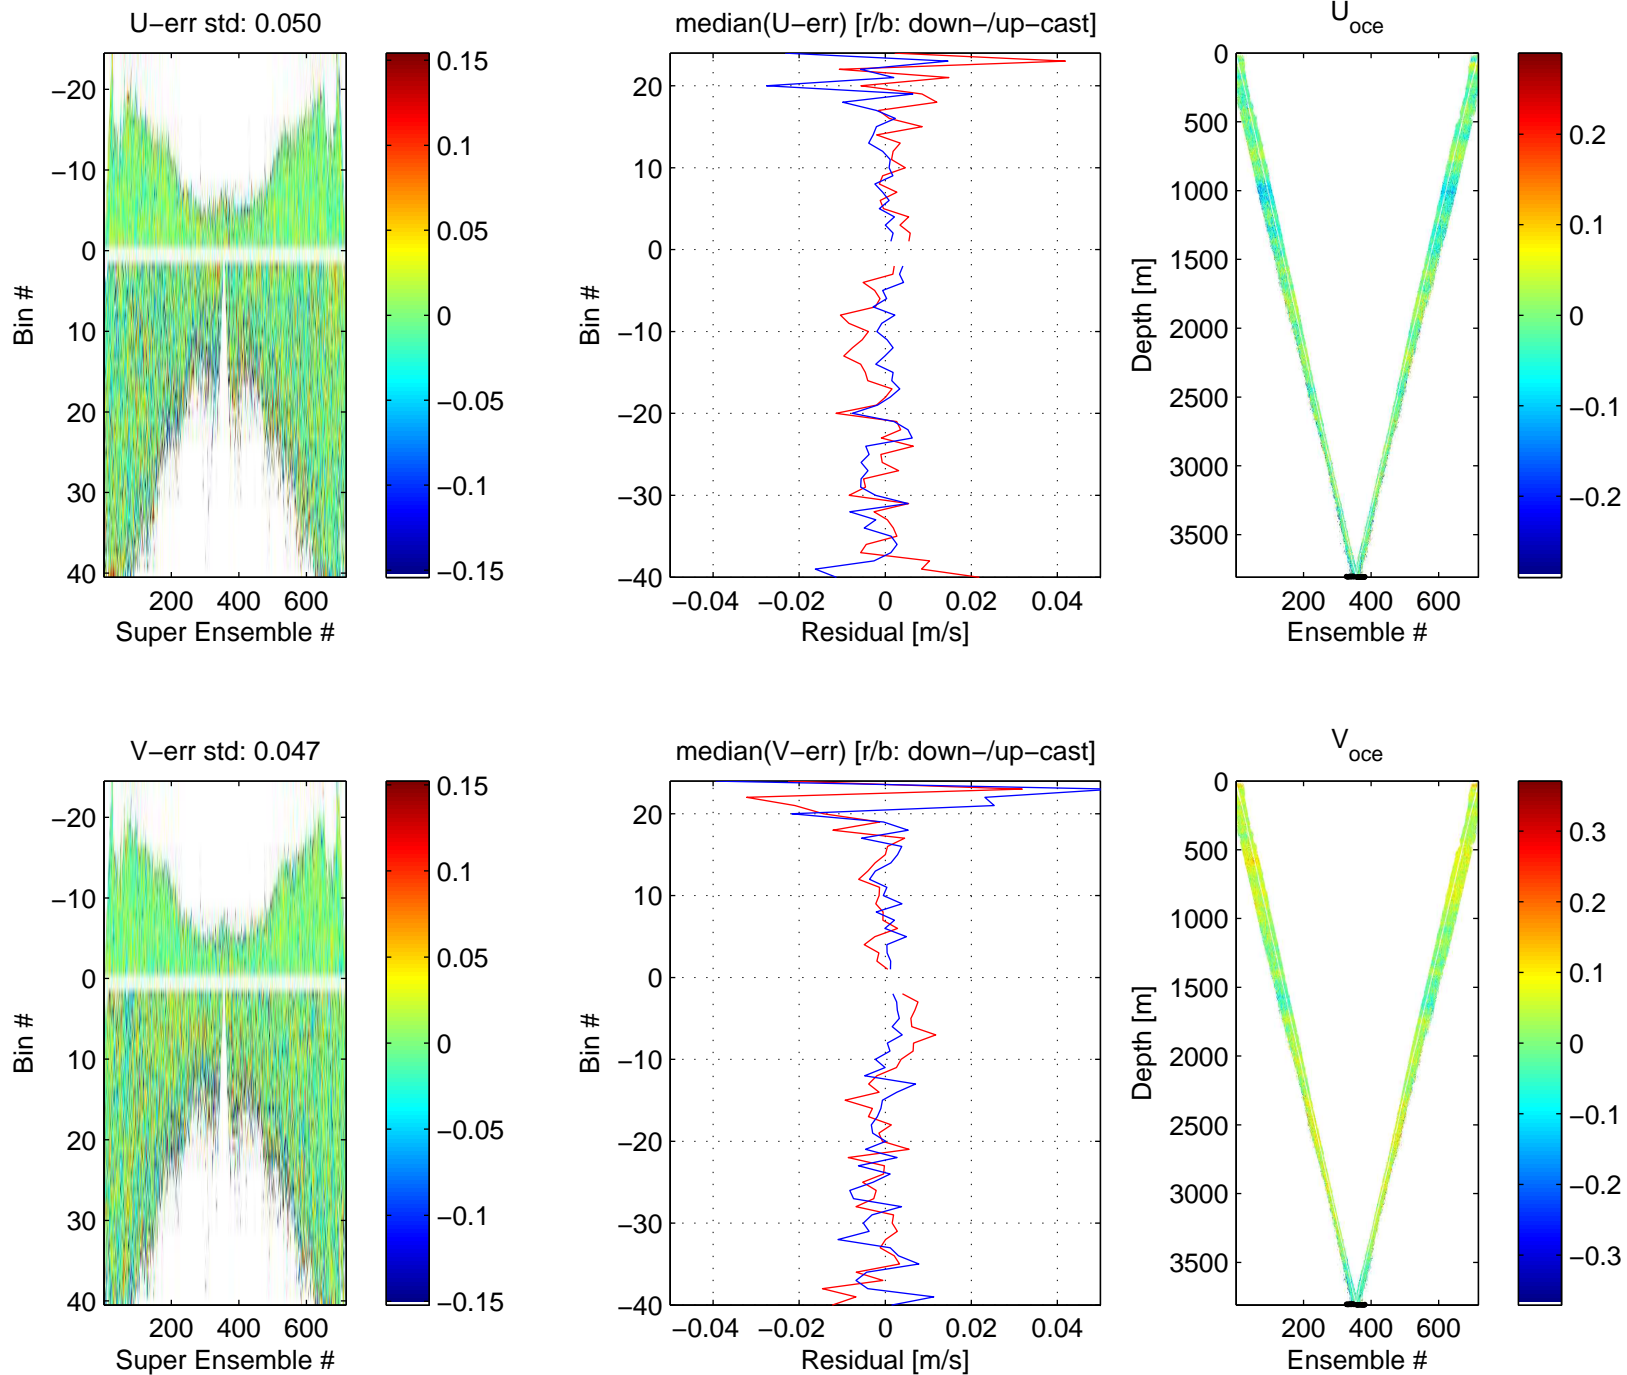 U−err std: 0.050
−20
−10
0
10
20
30
40
Bin #
200 400 600
Super Ensemble #
0.15
0.1
0.05
0
−0.05
−0.1
−0.15
median(U−err) [r/b: down−/up−cast]
20
10
0
−10
−20
−30
−40
Bin #
−0.04 −0.02 0 0.02 0.04
Residual [m/s]
U oce
0
500
1000
1500
2000
2500
3000
3500
Depth [m]
200 400 600
Ensemble #
0.2
0.1
0
−0.1
−0.2
V−err std: 0.047
−20
−10
0
10
20
30
40
Bin #
200 400 600
Super Ensemble #
0.15
0.1
0.05
0
−0.05
−0.1
−0.15
median(V−err) [r/b: down−/up−cast]
20
10
0
−10
−20
−30
−40
Bin #
−0.04 −0.02 0 0.02 0.04
Residual [m/s]
V oce
0
500
1000
1500
2000
2500
3000
3500
Depth [m]
200 400 600
Ensemble #
0.3
0.2
0.1
0
−0.1
−0.2
−0.3